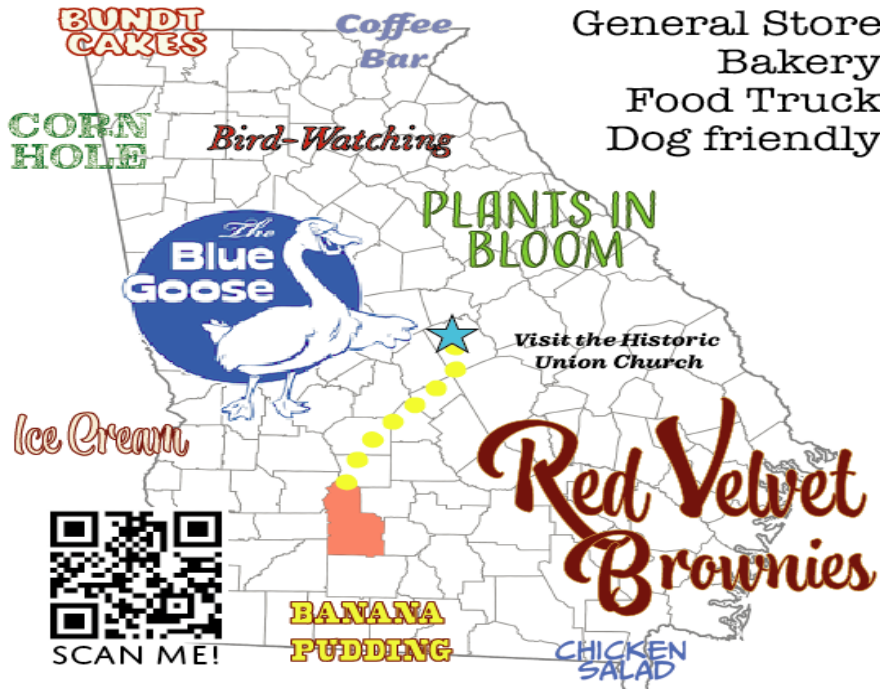 BUNDT
CAKES
Coffee
Bar
General Store
Bakery
Food Truck
Dog friendly
CORN
HOLE
Bird-Watching
PLANTS IN
BLOOM
The
Blue
Goose
Visit the Historic
Union Church
Ice Cream
Red Velvet
Brownies
BANANA
PUDDING
SCAN ME!
CHICKEN
SALAD